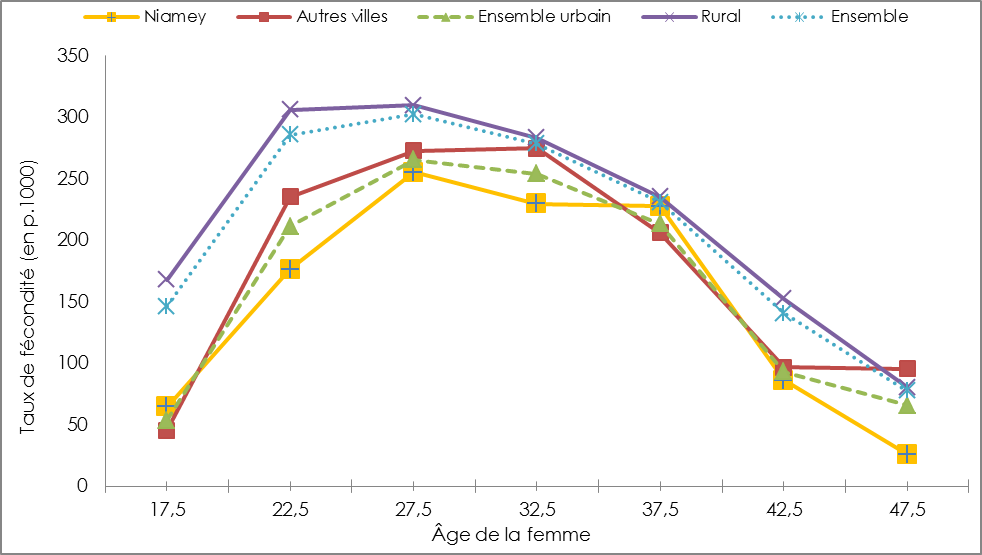 Niamey Autres villes Ensemble urbain Rural Ensemble
350
300
250
200
150
100
50
0
Taux de fécondité (en p.1000)
17,5 22,5 27,5 32,5 37,5 42,5 47,5
Âge de la femme